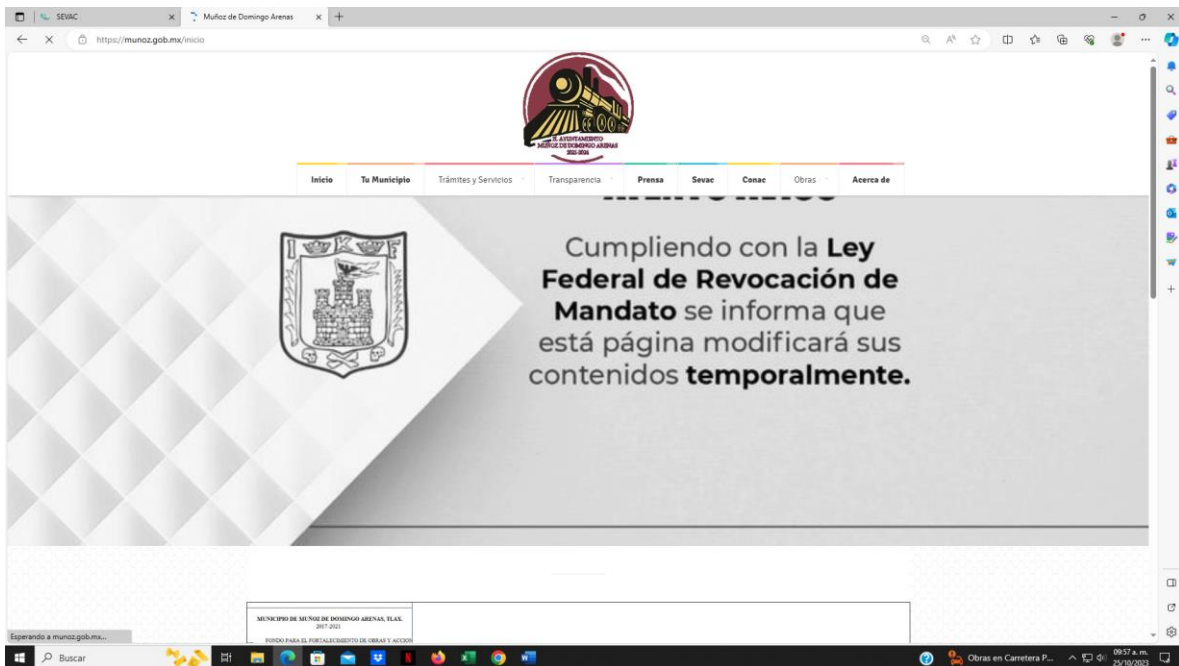 SEVAC
Muñoz de Domingo Arenas
https://munoz.gob.mx/inicio
H. AYUNTAMIENTO
MUÑOZ DE DOMINGO ARENAS
2021-2024
Inicio Tu Municipio Trámites y Servicios Transparencia Prensa Sevac Conac Obras Acerca de
I K F
Cumpliendo con la Ley
Federal de Revocación de
Mandato se informa que
está página modificará sus
contenidos temporalmente.
MUNICIPIO DE MUÑOZ DE DOMINGO ARENAS, TLAX.
2017-2021
FONDO PARA EL FORTALECIMIENTO DE OBRAS Y ACCION
Esperando a munoz.gob.mx...
Buscar
Obras en Carretera P...
09:57 a. m.
25/10/2023